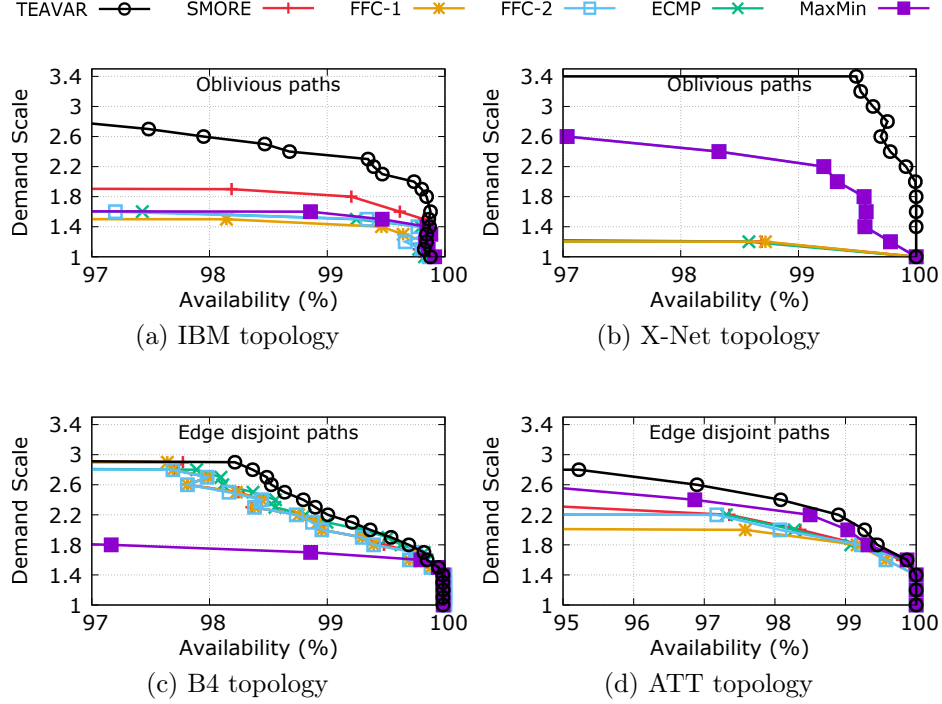 TEAVAR SMORE FFC-1 FFC-2 ECMP MaxMin
Oblivious paths
Demand Scale
3.4
3
2.6
2.2
1.8
1.4
1
97 98 99 100
Availability (%)
(a) IBM topology
Oblivious paths
Demand Scale
3.4
3
2.6
2.2
1.8
1.4
1
97 98 99 100
Availability (%)
(b) X-Net topology
Edge disjoint paths
Demand Scale
3.4
3
2.6
2.2
1.8
1.4
1
97 98 99 100
Availability (%)
(c) B4 topology
Edge disjoint paths
Demand Scale
3.4
3
2.6
2.2
1.8
1.4
1
95 96 97 98 99 100
Availability (%)
(d) ATT topology